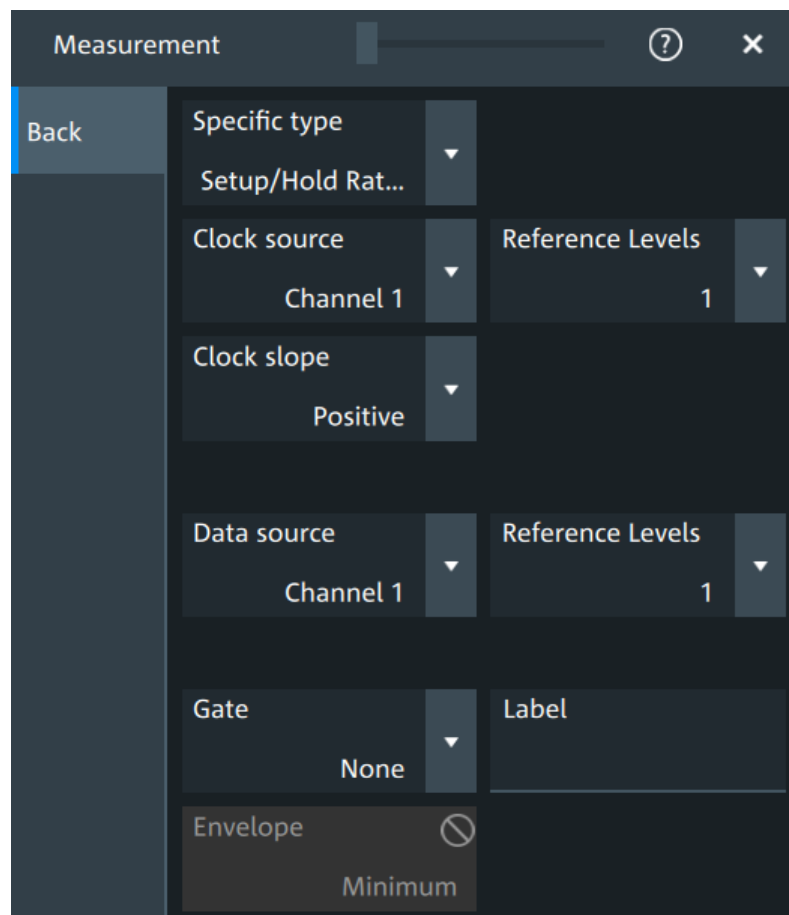 Measurement
Back
Specific type
Setup/Hold Rat...
Clock source
Channel 1
Reference Levels
1
Clock slope
Positive
Data source
Channel 1
Reference Levels
1
Gate
None
Label
Envelope
Minimum